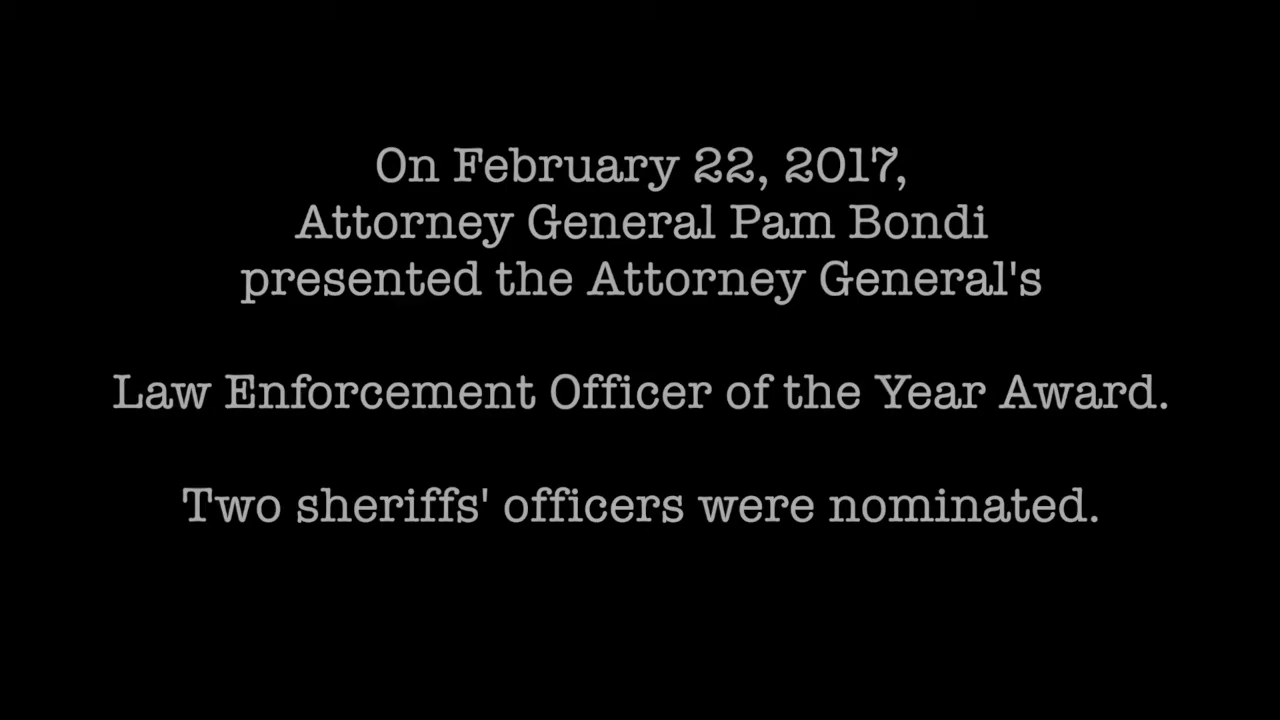 On February 22, 2017,
Attorney General Pam Bondi
presented the Attorney General's
Law Enforcement Officer of the Year Award.
Two sheriffs' officers were nominated.